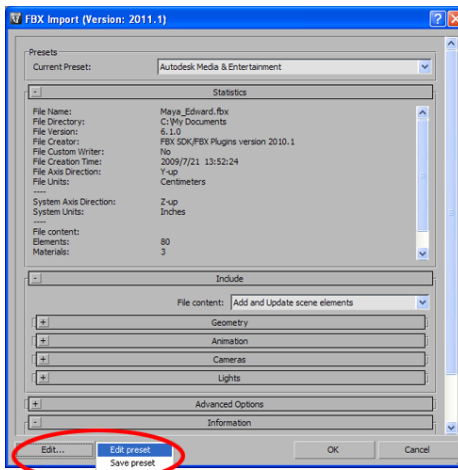 FBX Import (Version: 2011.1)
Presets
Current Preset: Autodesk Media & Entertainment
- Statistics
File Name: Maya_Edward.fbx
File Directory: C:\My Documents
File Version: 6.1.0
File Creator: FBX SDK/FBX Plugins version 2010.1
File Custom Writer: No
File Creation Time: 2009/7/21 13:52:24
File Axis Direction: Y-up
File Units: Centimeters
----
System Axis Direction: Z-up
System Units: Inches
----
File content:
Elements: 80
Materials: 3
- Include
File content: Add and Update scene elements
+ Geometry
+ Animation
+ Cameras
+ Lights
+ Advanced Options
- Information
Edit... Edit preset OK Cancel
Save preset